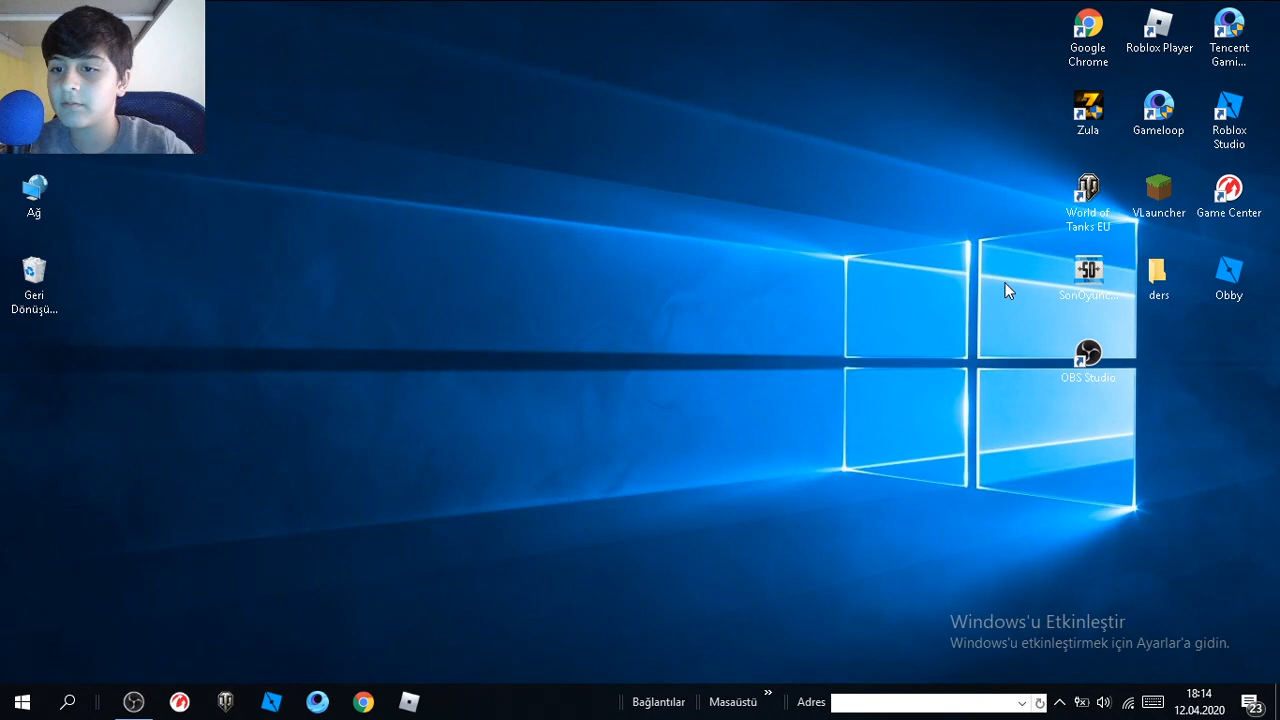 Google
Chrome
Roblox Player
Tencent
Gami...
Zula
Gameloop
Roblox
Studio
Ağ
World of
Tanks EU
VLauncher
Game Center
Geri
Dönüşü...
SonOyunc...
ders
Obby
OBS Studio
Windows'u Etkinleştir
Windows'u etkinleştirmek için Ayarlar'a gidin.
Bağlantılar
Masaüstü
Adres
18:14
12.04.2020
23